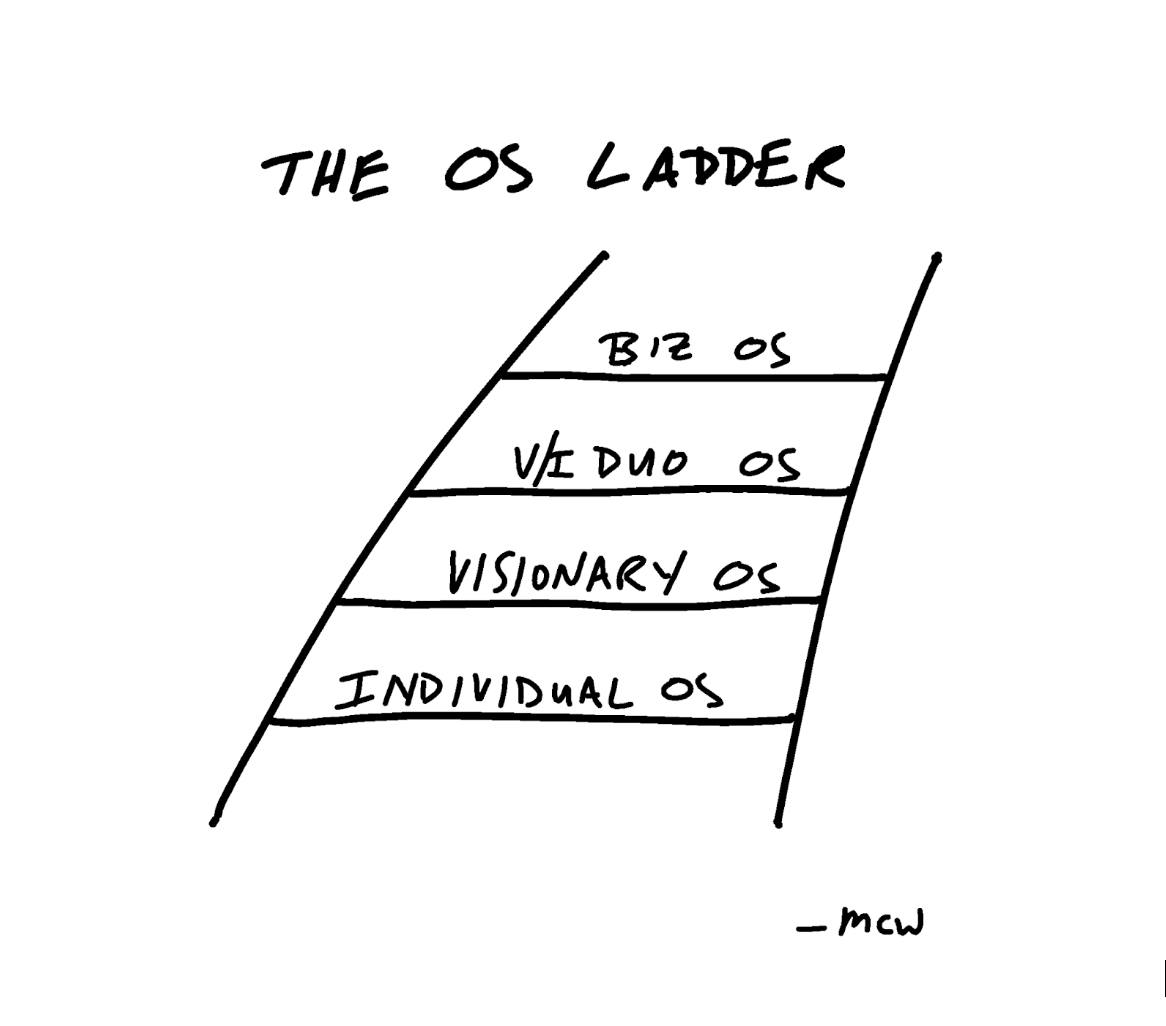 THE OS LADDER
BIZ OS
V/I DUO OS
VISIONARY OS
INDIVIDUAL OS
— MCW